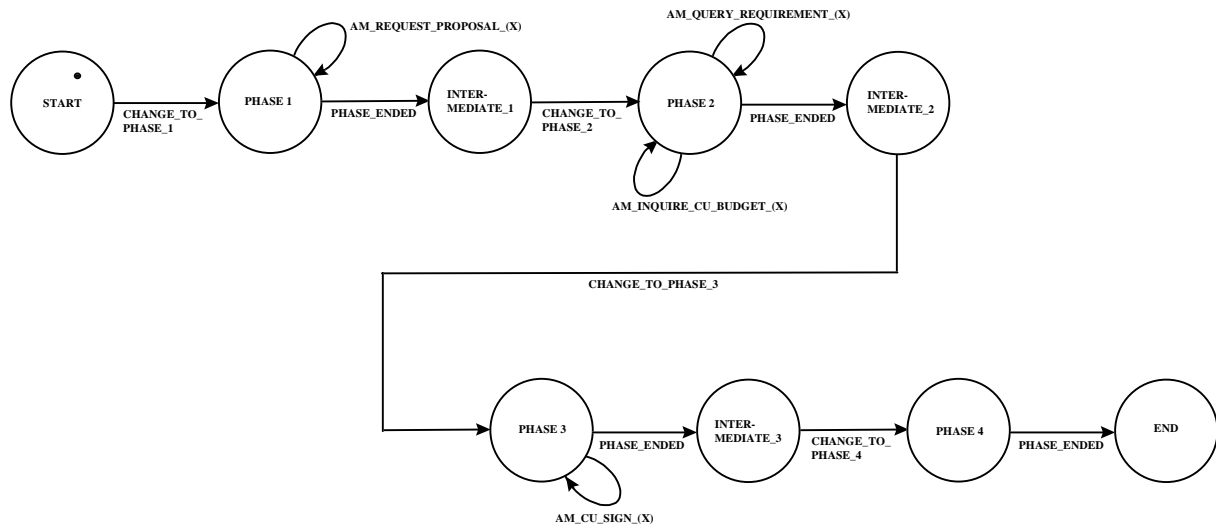 AM_REQUEST_PROPOSAL_(X)
AM_QUERY_REQUIREMENT_(X)
START
CHANGE_TO_
PHASE_1
PHASE 1
PHASE_ENDED
INTER-
MEDIATE_1
CHANGE_TO_
PHASE_2
PHASE 2
PHASE_ENDED
INTER-
MEDIATE_2
AM_INQUIRE_CU_BUDGET_(X)
CHANGE_TO_PHASE_3
PHASE 3
PHASE_ENDED
INTER-
MEDIATE_3
CHANGE_TO_
PHASE_4
PHASE 4
PHASE_ENDED
END
AM_CU_SIGN_(X)